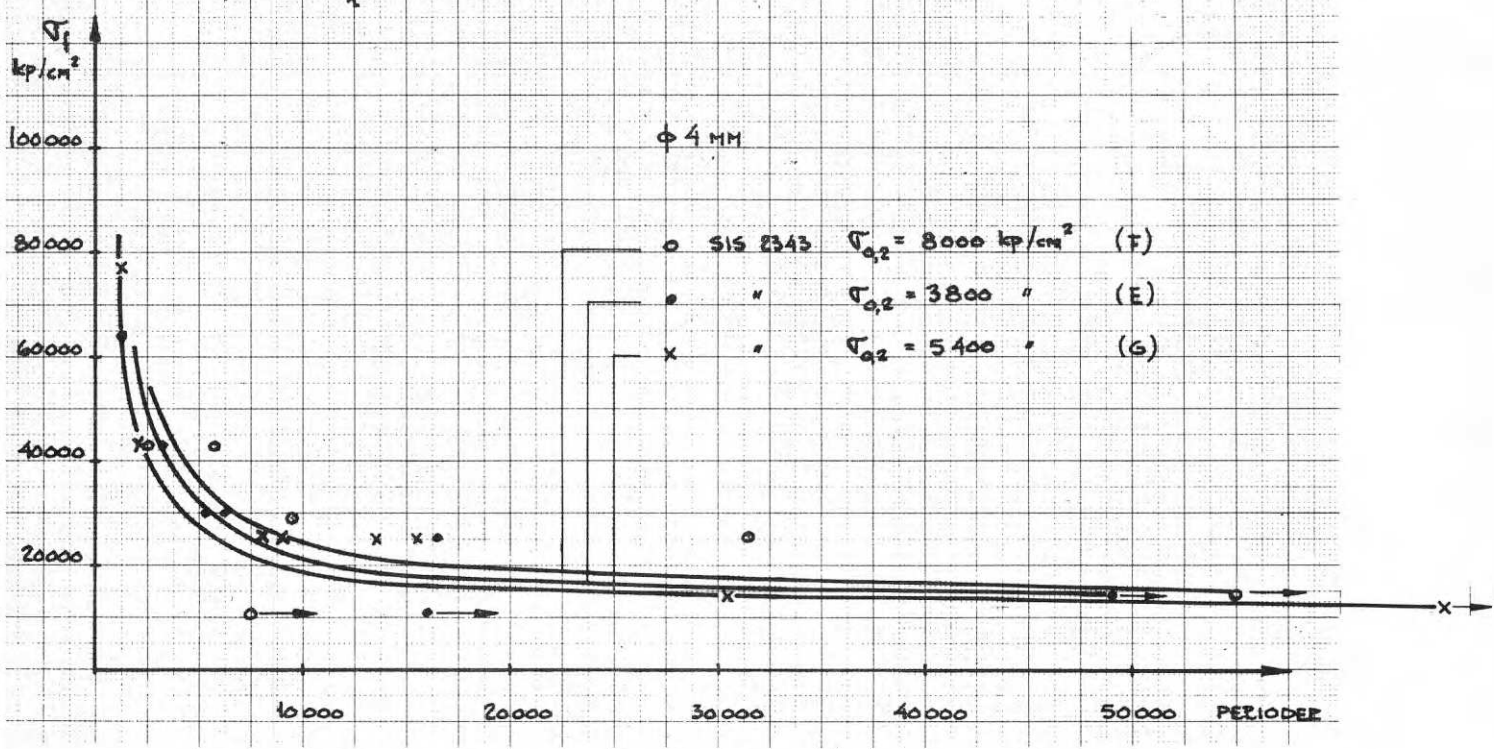 σf
kp/cm²
100000
80000
60000
40000
20000
ϕ 4 MM
o SIS 2343 σ0,2 = 8000 kp/cm² (F)
• " σ0,2 = 3800 " (E)
x " σ0,2 = 5400 " (G)
10000 20000 30000 40000 50000 PERIODER